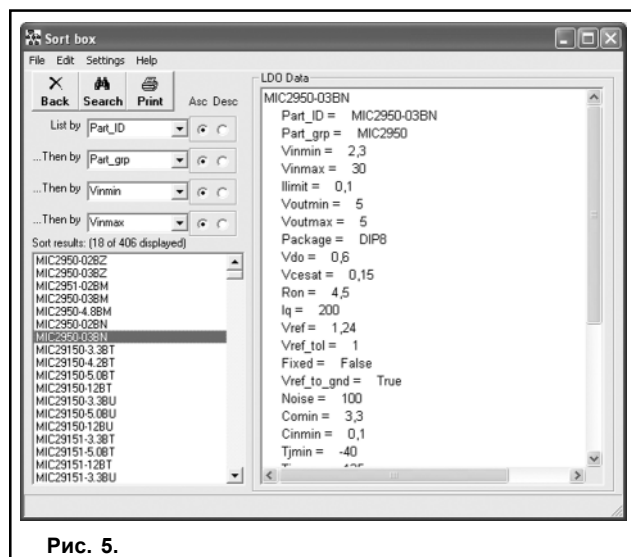 Sort box
File Edit Settings Help
Back Search Print Asc Desc
List by Part_ID
...Then by Part_grp
...Then by Vinmin
...Then by Vinmax
Sort results: (18 of 406 displayed)
MIC2950-02BZ
MIC2950-03BZ
MIC2951-02BM
MIC2950-03BM
MIC2950-4.8BM
MIC2950-02BN
MIC2950-03BN
MIC29150-3.3BT
MIC29150-4.2BT
MIC29150-5.0BT
MIC29150-12BT
MIC29150-3.3BU
MIC29150-5.0BU
MIC29150-12BU
MIC29151-3.3BT
MIC29151-5.0BT
MIC29151-12BT
MIC29151-3.3BU
LDO Data
MIC2950-03BN
Part_ID = MIC2950-03BN
Part_grp = MIC2950
Vinmin = 2,3
Vinmax = 30
Ilimit = 0,1
Voutmin = 5
Voutmax = 5
Package = DIP8
Vdo = 0,6
Vcesat = 0,15
Ron = 4,5
Iq = 200
Vref = 1,24
Vref_tol = 1
Fixed = False
Vref_to_gnd = True
Noise = 100
Comin = 3,3
Cinmin = 0,1
Tjmin = -40
Рис. 5.